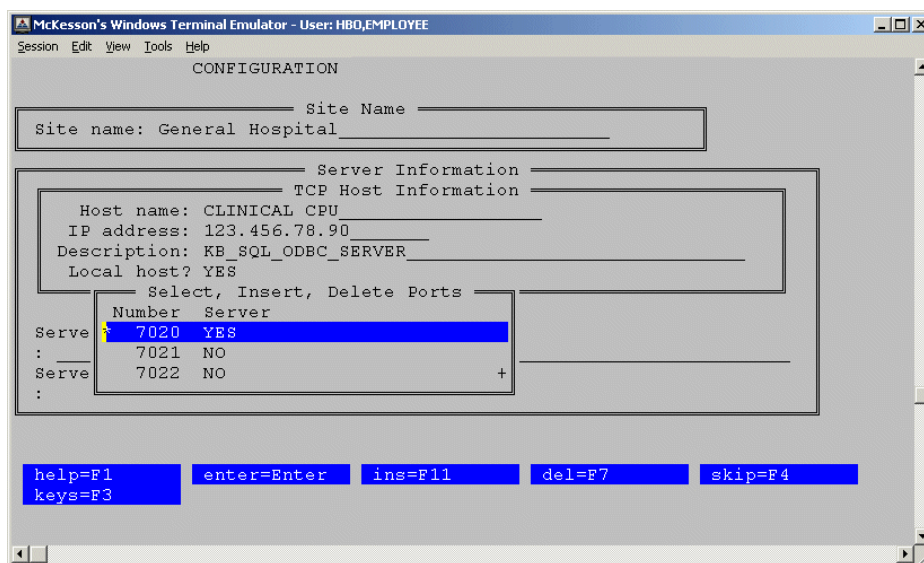 McKesson's Windows Terminal Emulator - User: HBO,EMPLOYEE
Session Edit View Tools Help
CONFIGURATION
Site Name
Site name: General Hospital
Server Information
TCP Host Information
Host name: CLINICAL CPU
IP address: 123.456.78.90
Description: KB_SQL_ODBC_SERVER
Local host? YES
Select, Insert, Delete Ports
Number Server
Serve * 7020 YES
: 7021 NO
Serve 7022 NO +
:
help=F1 enter=Enter ins=F11 del=F7 skip=F4
keys=F3